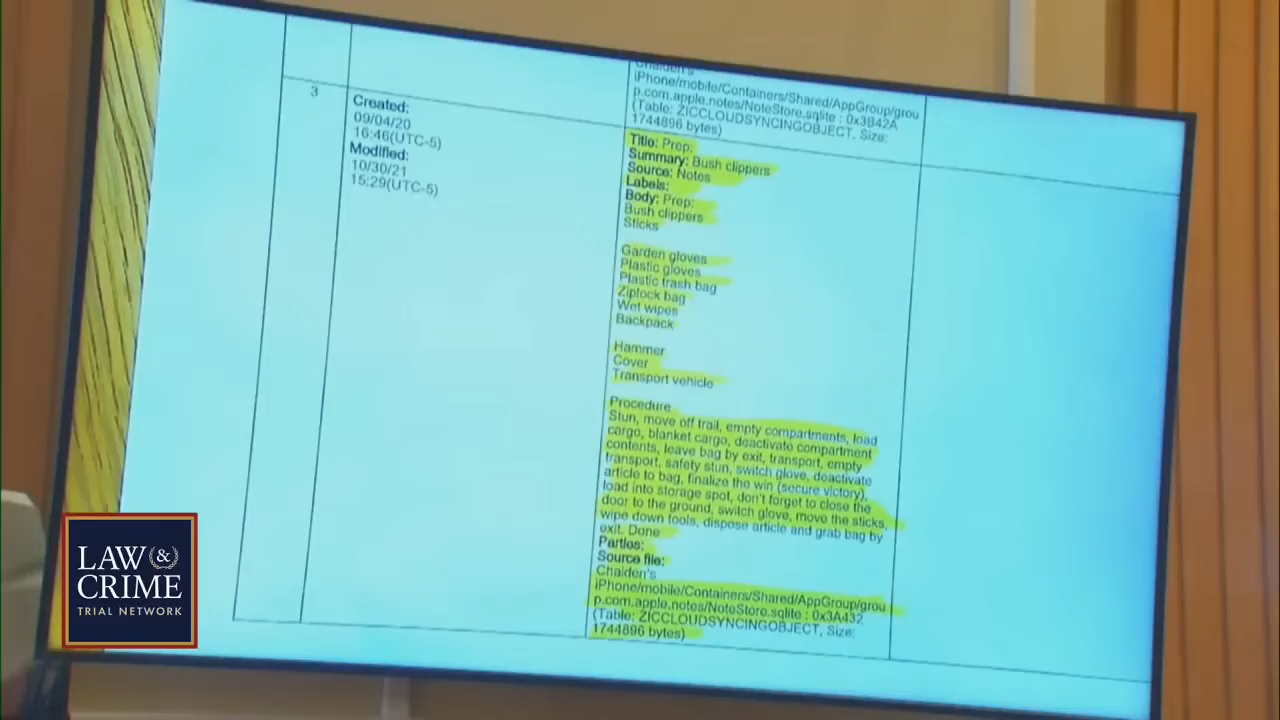 Chaiden's
iPhone/mobile/Containers/Shared/AppGroup/grou
p.com.apple.notes/NoteStore.sqlite : 0x3B42A
(Table: ZICCLOUDSYNCINGOBJECT, Size:
1744896 bytes)
3
Created:
09/04/20
16:46(UTC-5)
Modified:
10/30/21
15:29(UTC-5)
Title: Prep:
Summary: Bush clippers
Source: Notes
Labels:
Body: Prep:
Bush clippers
Sticks
Garden gloves
Plastic gloves
Plastic trash bag
Ziplock bag
Wet wipes
Backpack
Hammer
Cover
Transport vehicle
Procedure
Stun, move off trail, empty compartments, load
cargo, blanket cargo, deactivate compartment
contents, leave bag by exit, transport, empty
transport, safety stun, switch glove, deactivate
article to bag, finalize the win (secure victory),
load into storage spot, don't forget to close the
door to the ground, switch glove, move the sticks,
wipe down tools, dispose article and grab bag by
exit. Done
Parties:
Source file:
Chaiden's
iPhone/mobile/Containers/Shared/AppGroup/grou
p.com.apple.notes/NoteStore.sqlite : 0x3A432
(Table: ZICCLOUDSYNCINGOBJECT, Size:
1744896 bytes)
LAW &
CRIME
TRIAL NETWORK